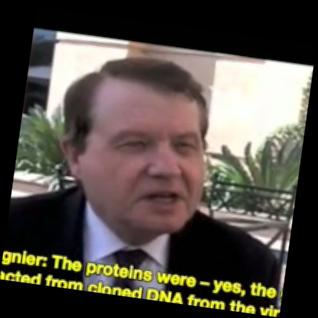 gnier: The proteins were – yes, the
acted from cloned DNA from the vir